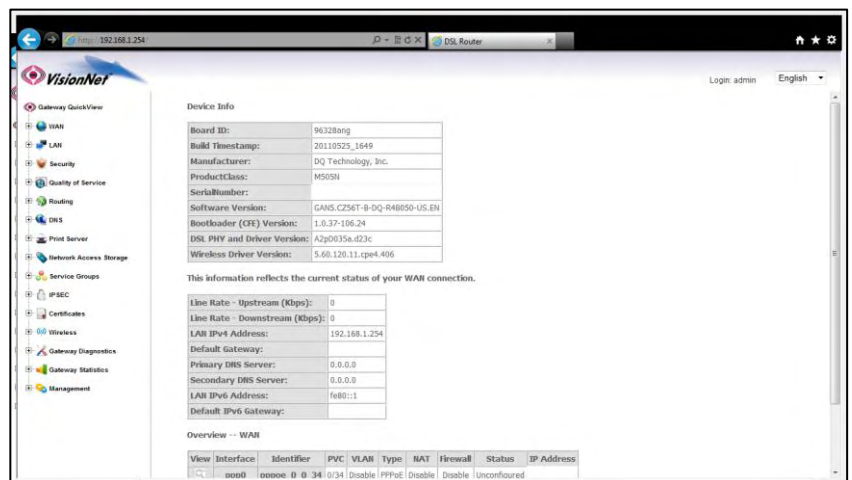 http://192.168.1.254/
DSL Router
VisionNet
Login: admin
English
Gateway QuickView
WAN
LAN
Security
Quality of Service
Routing
DNS
Print Server
Network Access Storage
Service Groups
IPSEC
Certificates
Wireless
Gateway Diagnostics
Gateway Statistics
Management
Device Info
Board ID: 96328ang
Build Timestamp: 20110525_1649
Manufacturer: DQ Technology, Inc.
ProductClass: M505N
SerialNumber:
Software Version: GAN5.CZ56T-B-DQ-R4B050-US.EN
Bootloader (CFE) Version: 1.0.37-106.24
DSL PHY and Driver Version: A2pD035a.d23c
Wireless Driver Version: 5.60.120.11.cpe4.406
This information reflects the current status of your WAN connection.
Line Rate - Upstream (Kbps): 0
Line Rate - Downstream (Kbps): 0
LAN IPv4 Address: 192.168.1.254
Default Gateway:
Primary DNS Server: 0.0.0.0
Secondary DNS Server: 0.0.0.0
LAN IPv6 Address: fe80::1
Default IPv6 Gateway:
Overview -- WAN
View Interface Identifier PVC VLAN Type NAT Firewall Status IP Address
ppp0 pppoe_0_0_34 0/34 Disable PPPoE Disable Disable Unconfigured